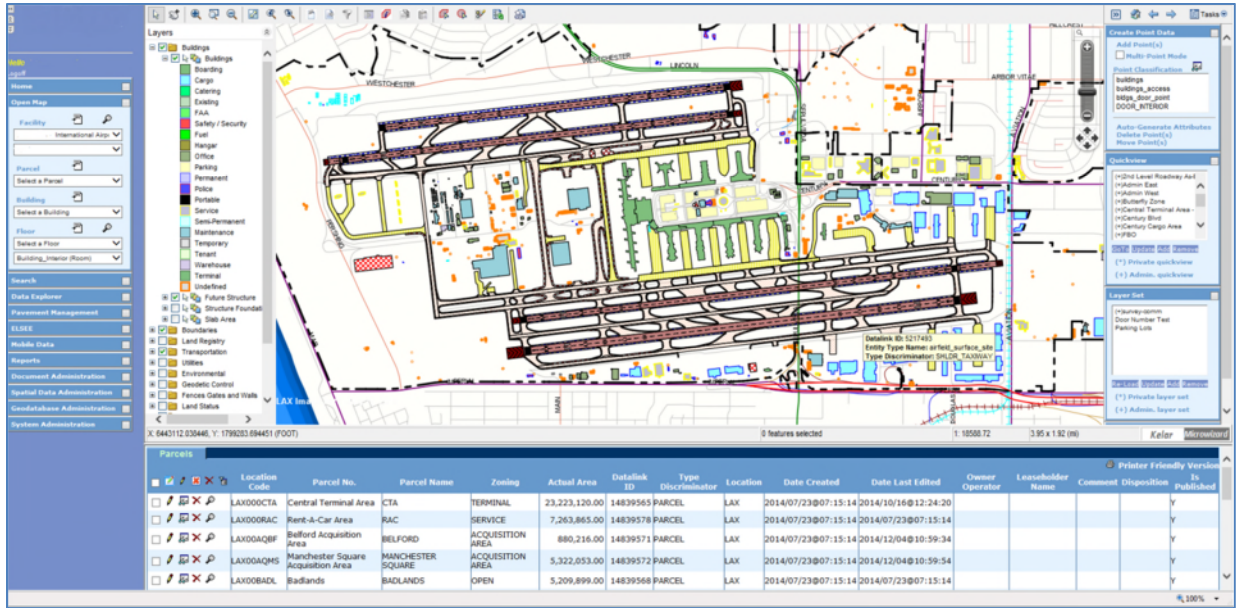 Hello
Logoff
Home
Open Map
Facility
International Airp
Parcel
Select a Parcel
Building
Select a Building
Floor
Select a Floor
Building_Interior (Room)
Search
Data Explorer
Pavement Management
ELSEE
Mobile Data
Reports
Document Administration
Spatial Data Administration
Geodatabase Administration
System Administration
Layers
Buildings
Buildings
Boarding
Cargo
Catering
Existing
FAA
Safety / Security
Fuel
Hangar
Office
Parking
Permanent
Police
Portable
Service
Semi-Permanent
Maintenance
Temporary
Tenant
Warehouse
Terminal
Undefined
Future Structure
Structure Foundati
Slab Area
Boundaries
Land Registry
Transportation
Utilities
Environmental
Geodetic Control
Fences Gates and Walls
Land Status
WESTCHESTER
WESTCHESTER
LINCOLN
ARBOR VITAE
CENTURY
PERSHING
MAIN
AVIATION
LAX Ima
Datalink ID: 5217493
Entity Type Name: airfield_surface_site
Type Discriminator: SHLDR_TAXIWAY
Tasks
Create Point Data
Add Point(s)
Multi-Point Mode
Point Classification
buildings
buildings_access
bldgs_door_point
DOOR_INTERIOR
Auto-Generate Attributes
Delete Point(s)
Move Point(s)
Quickview
(+)2nd Level Roadway As-B
(+)Admin East
(+)Admin West
(+)Butterfly Zone
(+)Central Terminal Area -
(+)Century Blvd
(+)Century Cargo Area
(+)FBO
GoTo Update Add Remove
(*) Private quickview
(+) Admin. quickview
Layer Set
(+)survey-comm
Door Number Test
Parking Lots
Re-Load Update Add Remove
(*) Private layer set
(+) Admin. layer set
X: 6443112.038446, Y: 1799283.694451 (FOOT)
0 features selected
1: 18588.72
3.95 x 1.92 (mi)
Kelar
Microwizard
Parcels
Printer Friendly Version
Location Code Parcel No. Parcel Name Zoning Actual Area Datalink ID Type Discriminator Location Date Created Date Last Edited Owner Operator Leaseholder Name Comment Disposition Is Published
LAX000CTA Central Terminal Area CTA TERMINAL 23,223,120.00 14839565 PARCEL LAX 2014/07/23@07:15:14 2014/10/16@12:24:20 Y
LAX000RAC Rent-A-Car Area RAC SERVICE 7,263,865.00 14839578 PARCEL LAX 2014/07/23@07:15:14 2014/07/23@07:15:14 Y
LAX00AQBF Belford Acquisition Area BELFORD ACQUISITION AREA 880,216.00 14839571 PARCEL LAX 2014/07/23@07:15:14 2014/12/04@10:59:34 Y
LAX00AQMS Manchester Square Acquisition Area MANCHESTER SQUARE ACQUISITION AREA 5,322,053.00 14839572 PARCEL LAX 2014/07/23@07:15:14 2014/12/04@10:59:54 Y
LAX00BADL Badlands BADLANDS OPEN 5,209,899.00 14839568 PARCEL LAX 2014/07/23@07:15:14 2014/07/23@07:15:14 Y
100%